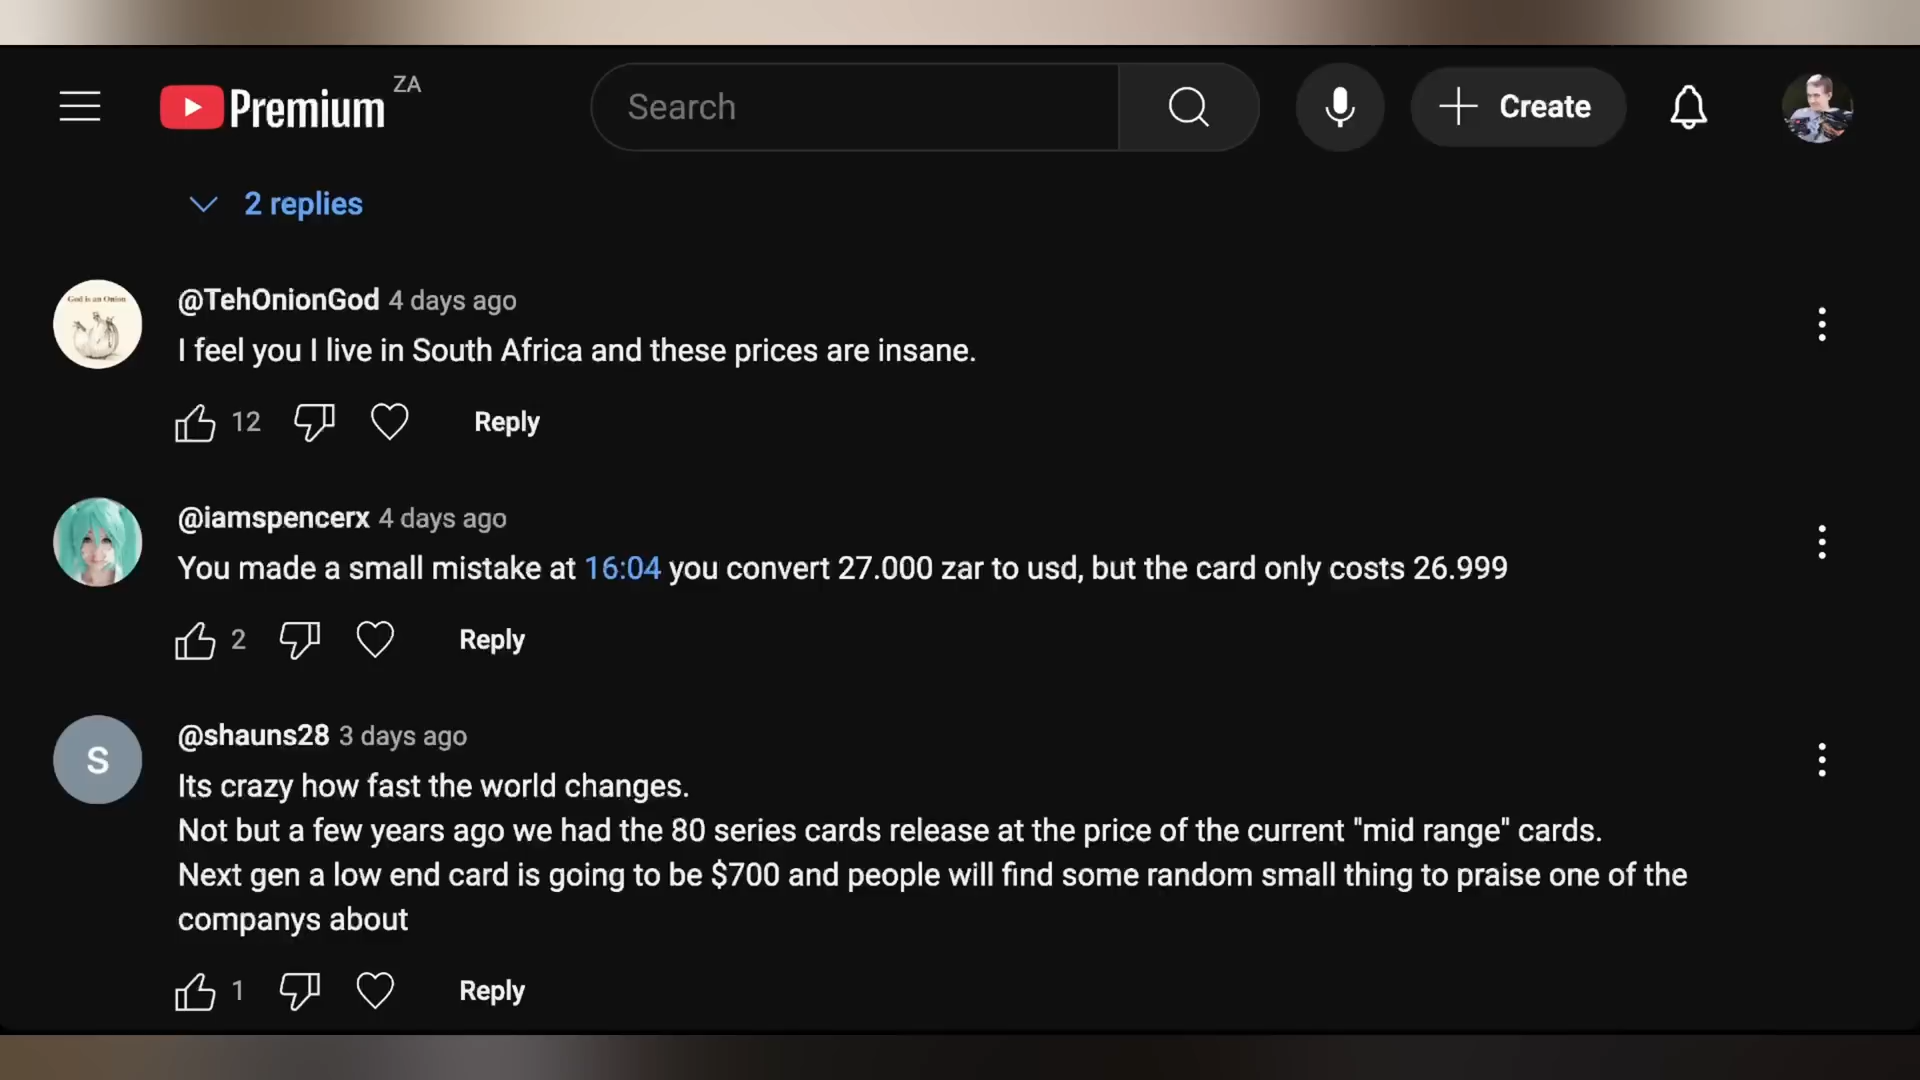 Premium ZA
Search
Create
2 replies
God is an Onion
@TehOnionGod 4 days ago
I feel you I live in South Africa and these prices are insane.
12 Reply
@iamspencerx 4 days ago
You made a small mistake at 16:04 you convert 27.000 zar to usd, but the card only costs 26.999
2 Reply
S
@shauns28 3 days ago
Its crazy how fast the world changes.
Not but a few years ago we had the 80 series cards release at the price of the current "mid range" cards.
Next gen a low end card is going to be $700 and people will find some random small thing to praise one of the
companys about
1 Reply